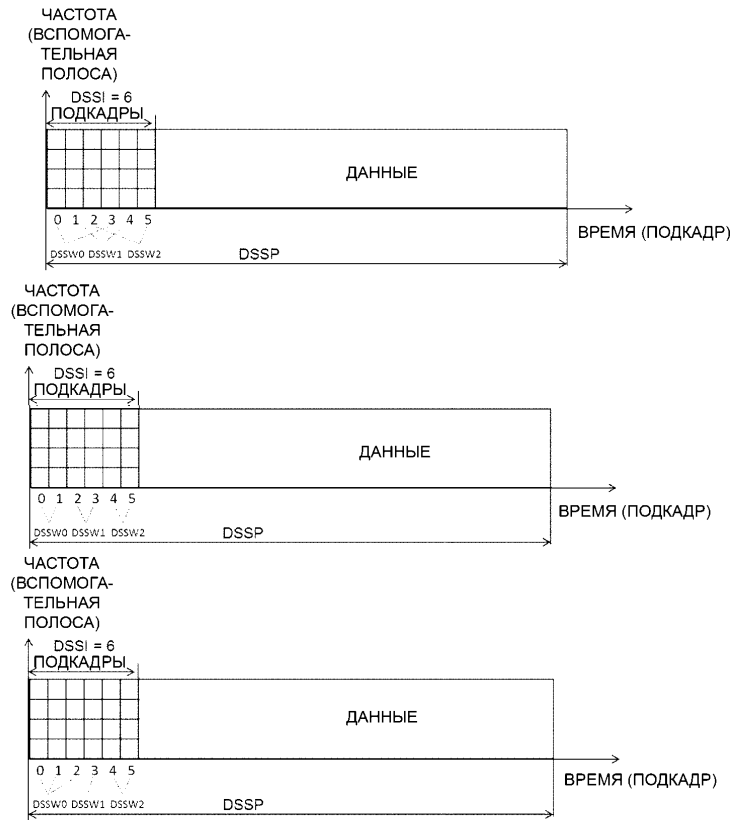 ЧАСТОТА
(ВСПОМОГА-
ТЕЛЬНАЯ
ПОЛОСА)
DSSI = 6
ПОДКАДРЫ
ДАННЫЕ
0 1 2 3 4 5
ВРЕМЯ (ПОДКАДР)
DSSW0 DSSW1 DSSW2
DSSP
ЧАСТОТА
(ВСПОМОГА-
ТЕЛЬНАЯ
ПОЛОСА)
DSSI = 6
ПОДКАДРЫ
ДАННЫЕ
0 1 2 3 4 5
ВРЕМЯ (ПОДКАДР)
DSSW0 DSSW1 DSSW2
DSSP
ЧАСТОТА
(ВСПОМОГА-
ТЕЛЬНАЯ
ПОЛОСА)
DSSI = 6
ПОДКАДРЫ
ДАННЫЕ
0 1 2 3 4 5
ВРЕМЯ (ПОДКАДР)
DSSW0 DSSW1 DSSW2
DSSP